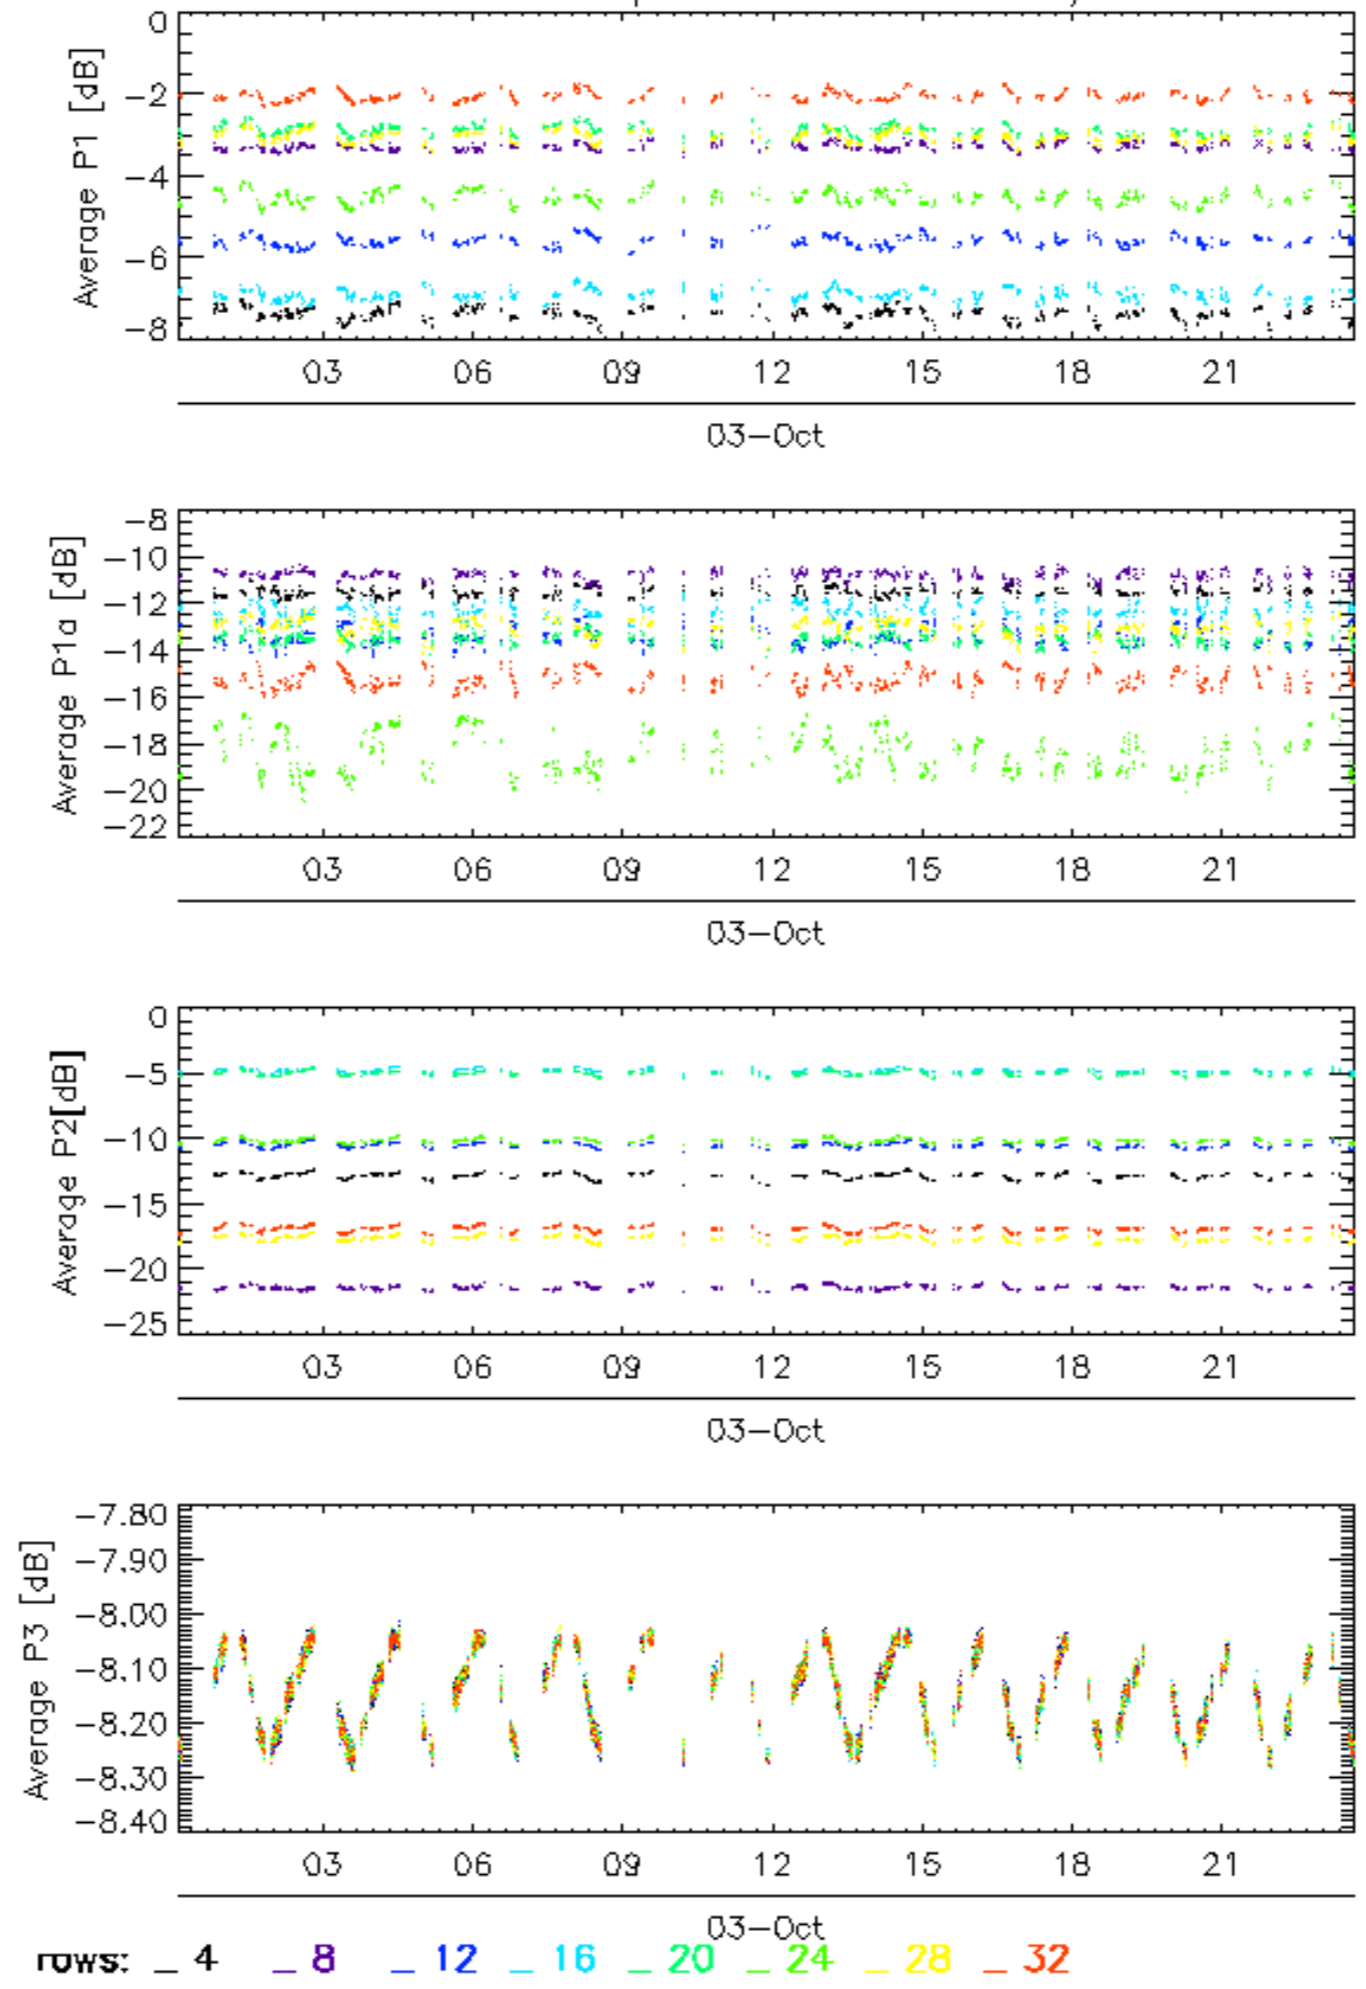 Average P1 [dB]
0
−2
−4
−6
−8
03 06 09 12 15 18 21
03−Oct
Average P1a [dB]
−8
−10
−12
−14
−16
−18
−20
−22
03 06 09 12 15 18 21
03−Oct
Average P2[dB]
0
−5
−10
−15
−20
−25
03 06 09 12 15 18 21
03−Oct
Average P3 [dB]
−7.80
−7.90
−8.00
−8.10
−8.20
−8.30
−8.40
03 06 09 12 15 18 21
03−Oct
rows: _ 4 _ 8 _ 12 _ 16 _ 20 _ 24 _ 28 _ 32